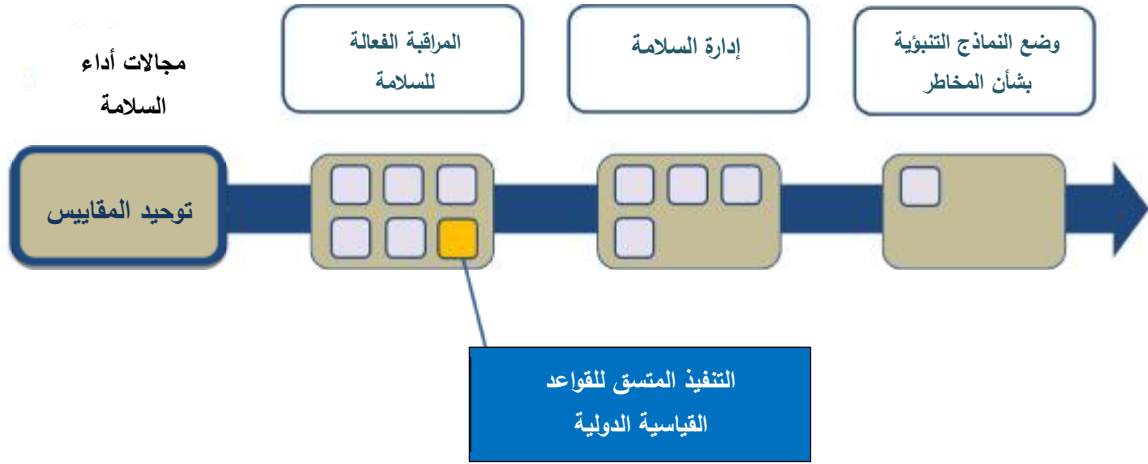 مجالات أداء
السلامة
المراقبة الفعالة
للسلامة
إدارة السلامة
وضع النماذج التنبؤية
بشأن المخاطر
توحيد المقاييس
التنفيذ المتسق للقواعد
القياسية الدولية